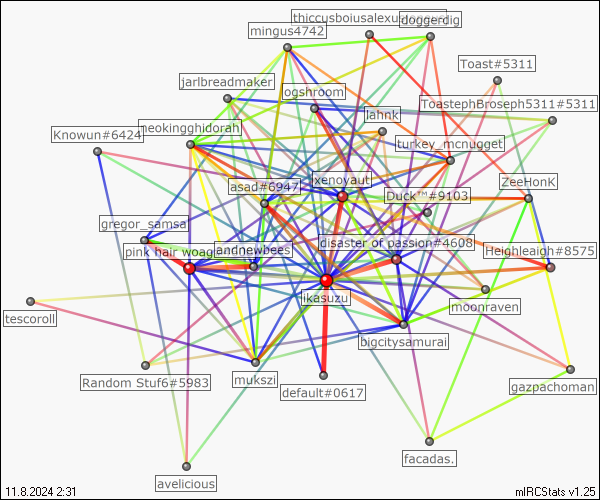 thiccusboiusalexu
doggerdig
mingus4742
Toast#5311
jarlbreadmaker
ogshroom
ToastephBroseph5311#5311
lahnk
Knowun#6424
meokingghidorah
turkey_mcnugget
xenoyaut
asad#6947
Duck™#9103
ZeeHonK
gregor_samsa
disaster of passion#4608
pink hair woag
andnewbees
Heighleaigh#8575
ikasuzu
moonraven
tescoroll
bigcitysamurai
Random Stuf6#5983
mukszi
default#0617
gazpachoman
facadas.
avelicious
11.8.2024 2:31
mIRCStats v1.25